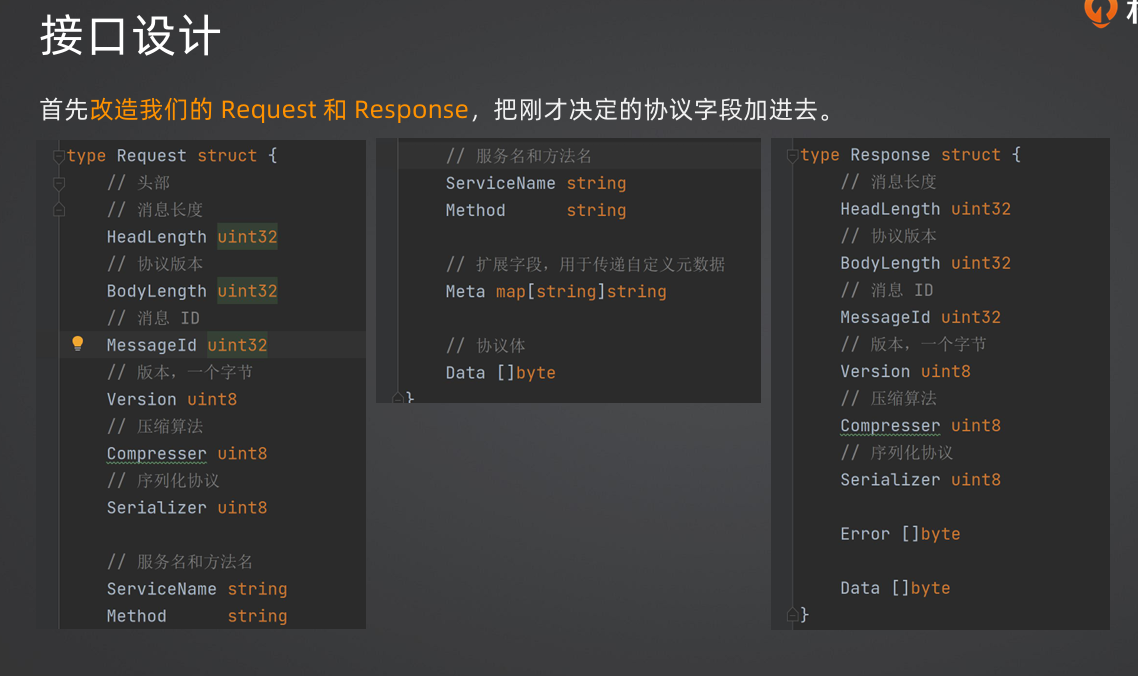 接口设计
首先改造我们的 Request 和 Response，把刚才决定的协议字段加进去。
type Request struct {
// 头部
// 消息长度
HeadLength uint32
// 协议版本
BodyLength uint32
// 消息 ID
MessageId uint32
// 版本，一个字节
Version uint8
// 压缩算法
Compresser uint8
// 序列化协议
Serializer uint8
// 服务名和方法名
ServiceName string
Method string
// 服务名和方法名
ServiceName string
Method string
// 扩展字段，用于传递自定义元数据
Meta map[string]string
// 协议体
Data []byte
}
type Response struct {
// 消息长度
HeadLength uint32
// 协议版本
BodyLength uint32
// 消息 ID
MessageId uint32
// 版本，一个字节
Version uint8
// 压缩算法
Compresser uint8
// 序列化协议
Serializer uint8
Error []byte
Data []byte
}